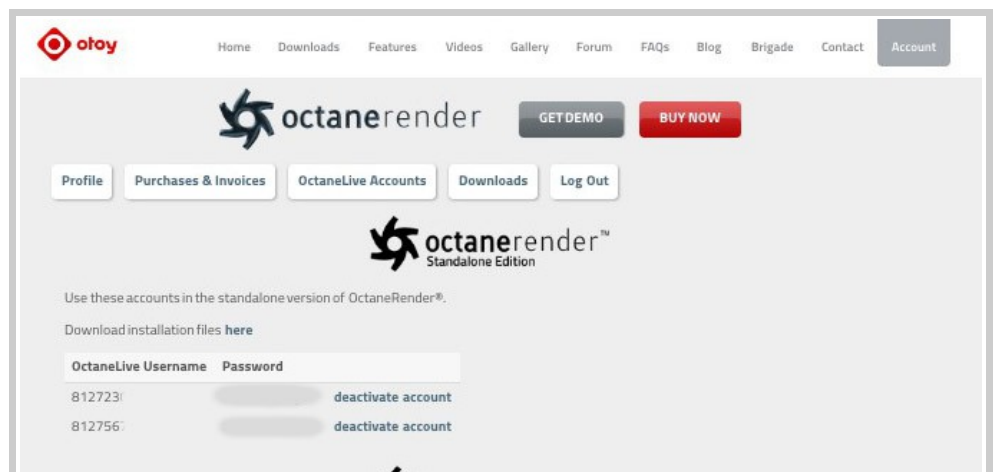 otoy
Home Downloads Features Videos Gallery Forum FAQs Blog Brigade Contact Account
octanerender GET DEMO BUY NOW
Profile Purchases & Invoices OctaneLive Accounts Downloads Log Out
octanerender™
Standalone Edition
Use these accounts in the standalone version of OctaneRender®.
Download installation files here
OctaneLive Username Password
812723 deactivate account
812756 deactivate account